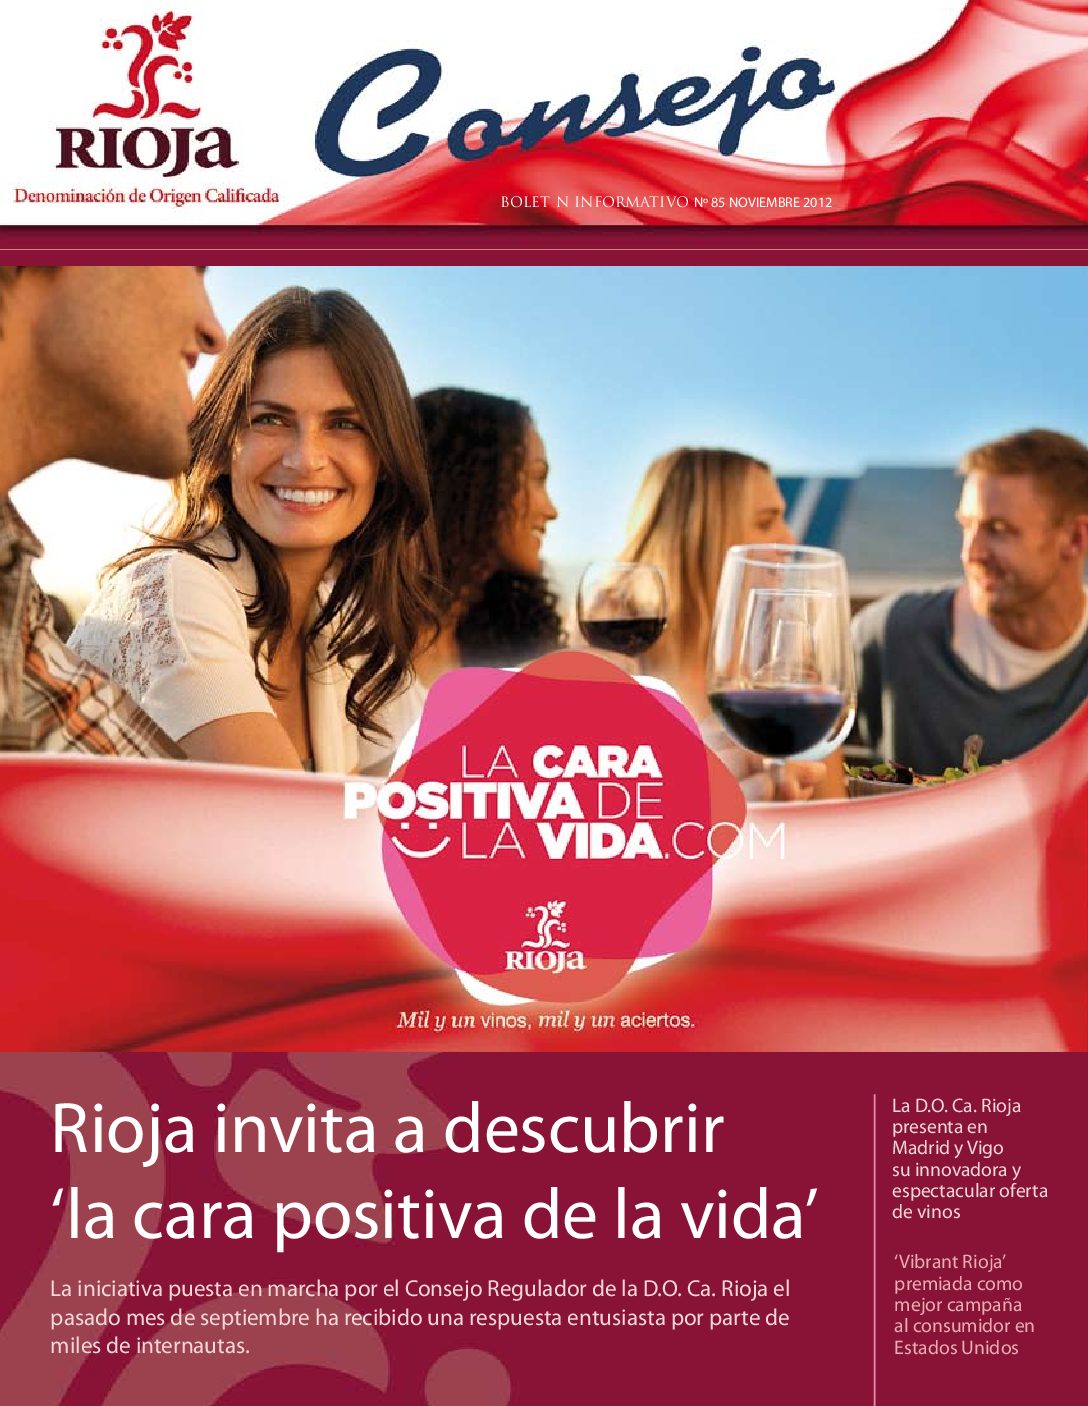 RIOJA
Denominación de Origen Calificada
Consejo
BOLET N INFORMATIVO Nº 85 NOVIEMBRE 2012
LA CARA
POSITIVA DE
LA VIDA.COM
RIOJA
Mil y un vinos, mil y un aciertos.
Rioja invita a descubrir
‘la cara positiva de la vida’
La iniciativa puesta en marcha por el Consejo Regulador de la D.O. Ca. Rioja el
pasado mes de septiembre ha recibido una respuesta entusiasta por parte de
miles de internautas.
La D.O. Ca. Rioja
presenta en
Madrid y Vigo
su innovadora y
espectacular oferta
de vinos
‘Vibrant Rioja’
premiada como
mejor campaña
al consumidor en
Estados Unidos